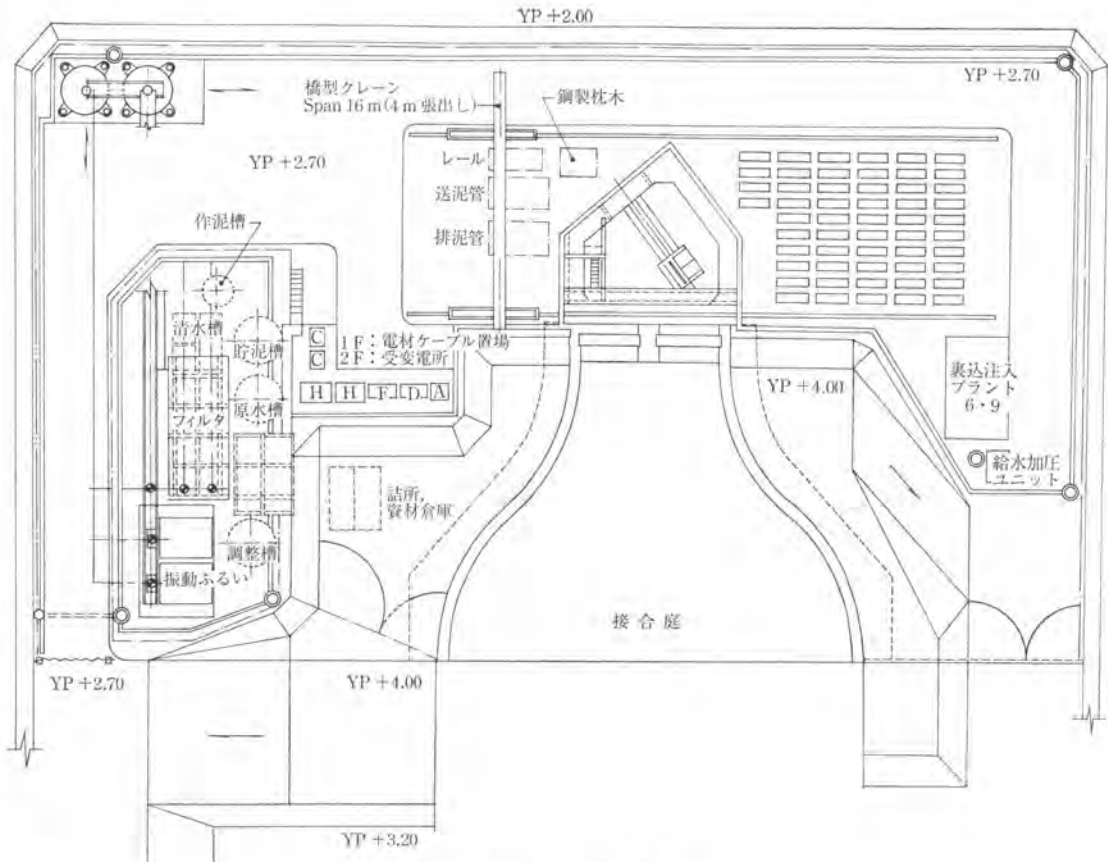 YP +2.00
YP +2.70
橋型クレーン
Span 16 m(4 m 張出し)
鋼製枕木
YP +2.70
レール
送泥管
排泥管
作泥槽
清水槽
貯泥槽
C
C
1 F：電材ケーブル置場
2 F：受変電所
H H F D A
原水槽
フィルタ
YP +4.00
裏込注入
プラント
6・9
給水加圧
ユニット
詰所,
資材倉庫
調整槽
振動ふるい
接合庭
YP +2.70
YP +4.00
YP +3.20